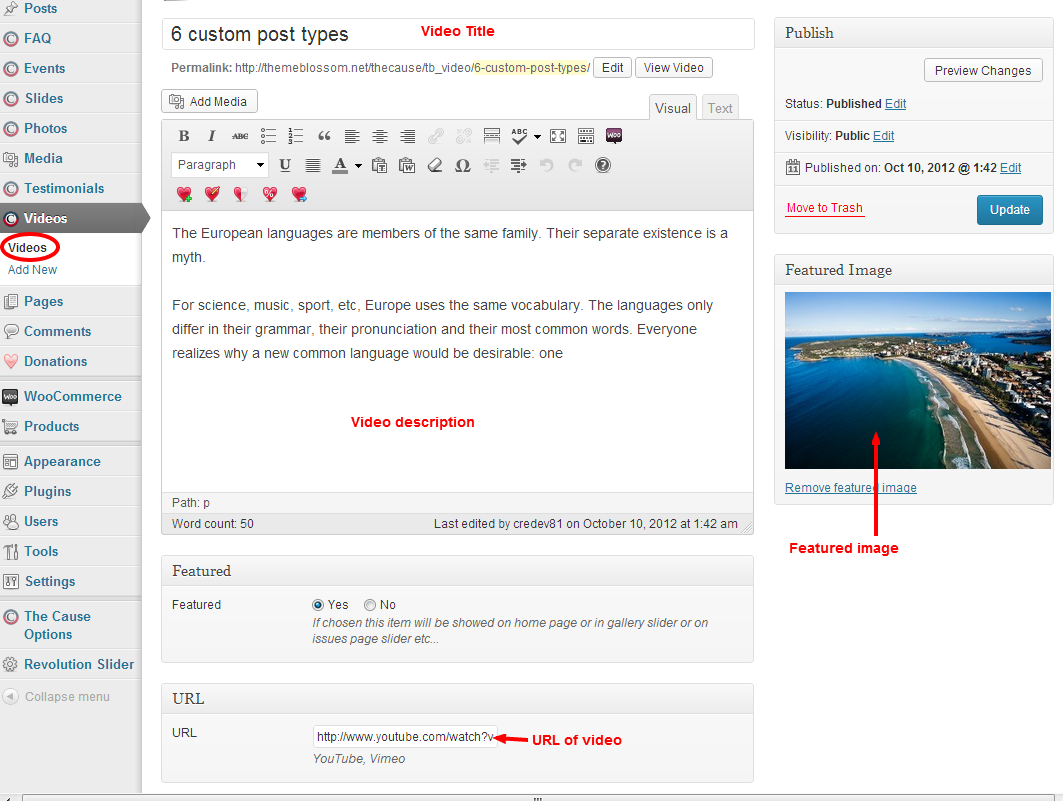 Posts
FAQ
Events
Slides
Photos
Media
Testimonials
Videos
Videos
Add New
Pages
Comments
Donations
WooCommerce
Products
Appearance
Plugins
Users
Tools
Settings
The Cause
Options
Revolution Slider
Collapse menu
6 custom post types
Video Title
Permalink: http://themeblossom.net/thecause/tb_video/6-custom-post-types/ Edit View Video
Add Media
Visual Text
B I ABC ABC WOO
Paragraph U A T W Ω
The European languages are members of the same family. Their separate existence is a
myth.
For science, music, sport, etc, Europe uses the same vocabulary. The languages only
differ in their grammar, their pronunciation and their most common words. Everyone
realizes why a new common language would be desirable: one
Video description
Path: p
Word count: 50 Last edited by credev81 on October 10, 2012 at 1:42 am
Featured
Featured Yes No
If chosen this item will be showed on home page or in gallery slider or on
issues page slider etc...
URL
URL http://www.youtube.com/watch?v URL of video
YouTube, Vimeo
Publish
Preview Changes
Status: Published Edit
Visibility: Public Edit
Published on: Oct 10, 2012 @ 1:42 Edit
Move to Trash Update
Featured Image
Remove featured image
Featured image